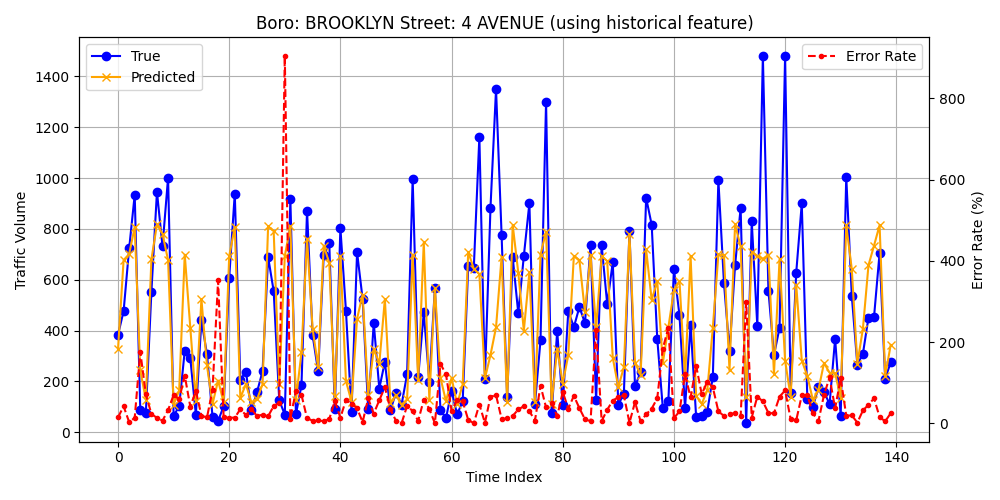 Boro: BROOKLYN Street: 4 AVENUE (using historical feature)
True
Predicted
Error Rate
Traffic Volume
1400
1200
1000
800
600
400
200
0
800
600
400
200
0
Error Rate (%)
0 20 40 60 80 100 120 140
Time Index